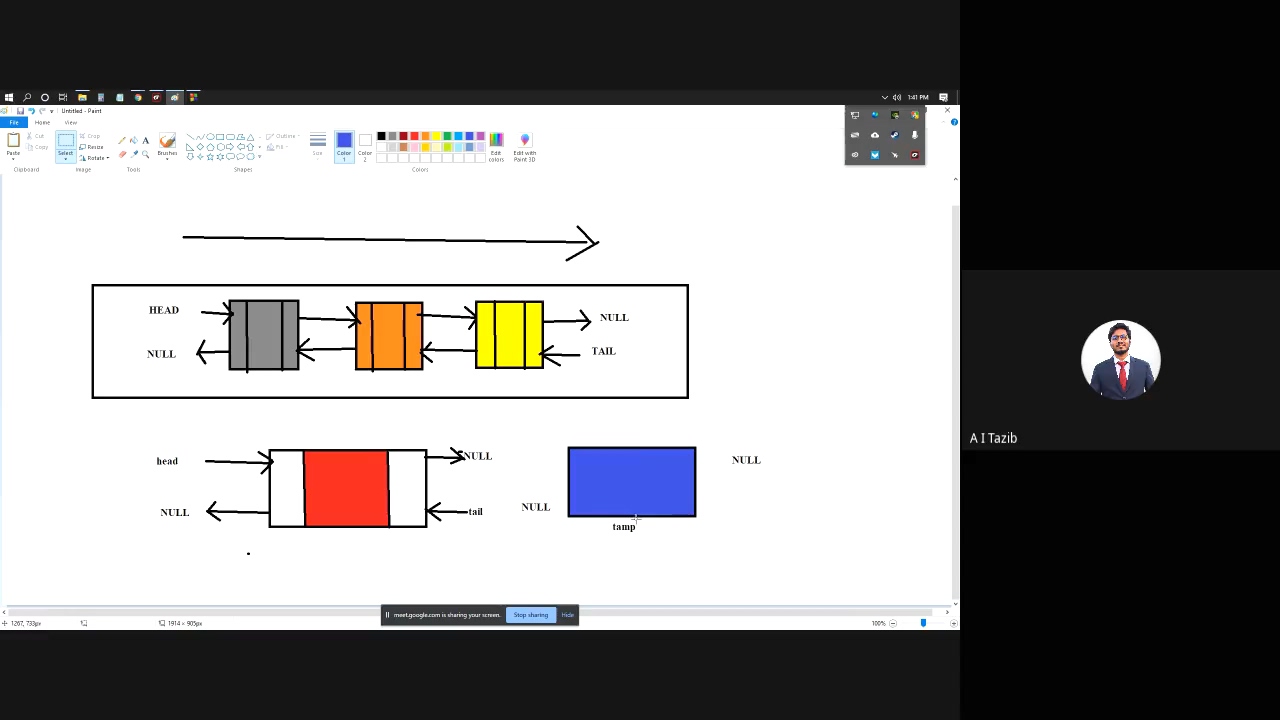 1:41 PM
Untitled - Paint
File Home View
Paste
Cut
Copy
Clipboard
Select
Crop
Resize
Rotate
Image
A
Tools
Brushes
Shapes
Outline
Fill
Size
Color 1
Color 2
Colors
Edit colors
Edit with Paint 3D
HEAD
NULL
NULL
TAIL
head
NULL
NULL
tail
NULL
NULL
tamp
A I Tazib
meet.google.com is sharing your screen. Stop sharing Hide
1267, 733px
1914 × 905px
100%